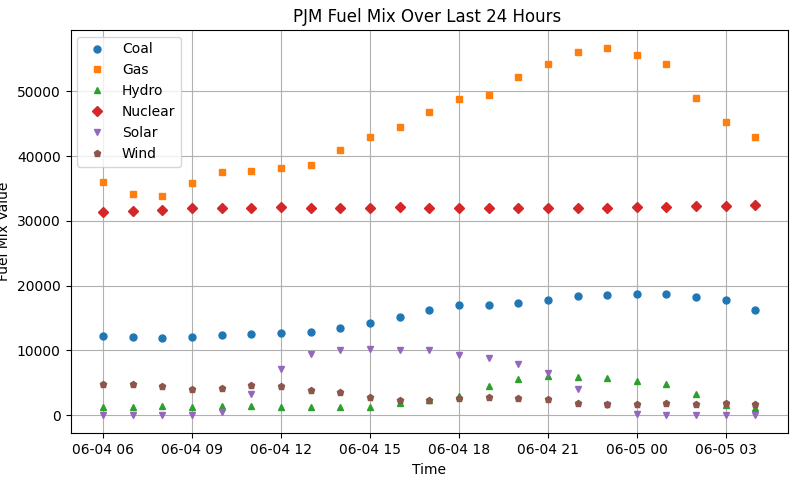 PJM Fuel Mix Over Last 24 Hours
Coal
Gas
Hydro
Nuclear
Solar
Wind
50000
40000
30000
20000
10000
0
Fuel Mix Value
06-04 06
06-04 09
06-04 12
06-04 15
06-04 18
06-04 21
06-05 00
06-05 03
Time